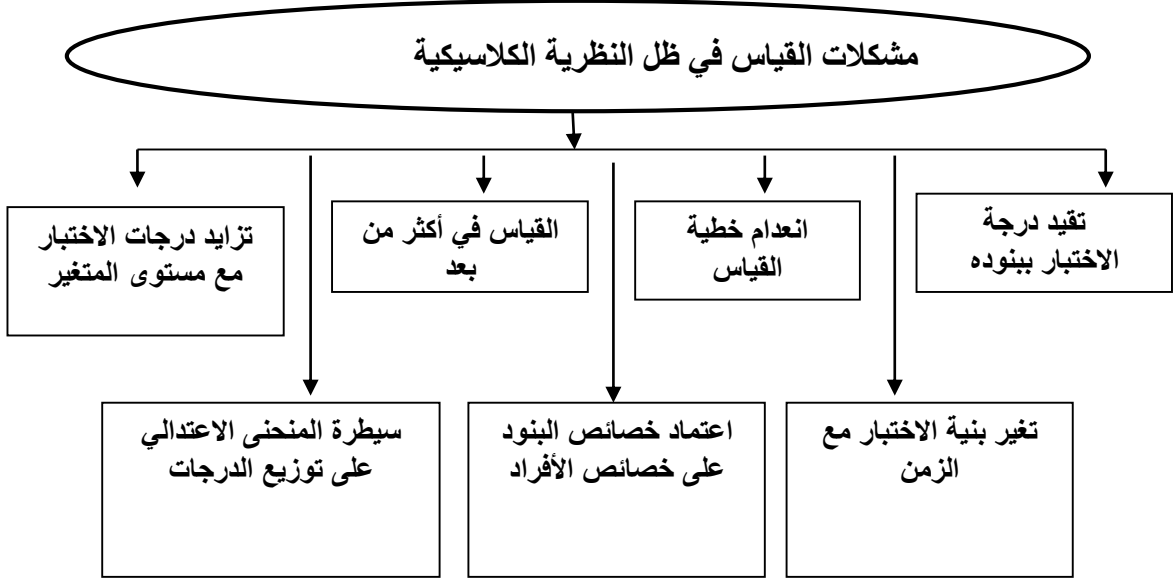 مشكلات القياس في ظل النظرية الكلاسيكية
تقيد درجة
الاختبار ببنوده
انعدام خطية
القياس
القياس في أكثر من
بعد
تزايد درجات الاختبار
مع مستوى المتغير
تغير بنية الاختبار مع
الزمن
اعتماد خصائص البنود
على خصائص الأفراد
سيطرة المنحنى الاعتدالي
على توزيع الدرجات